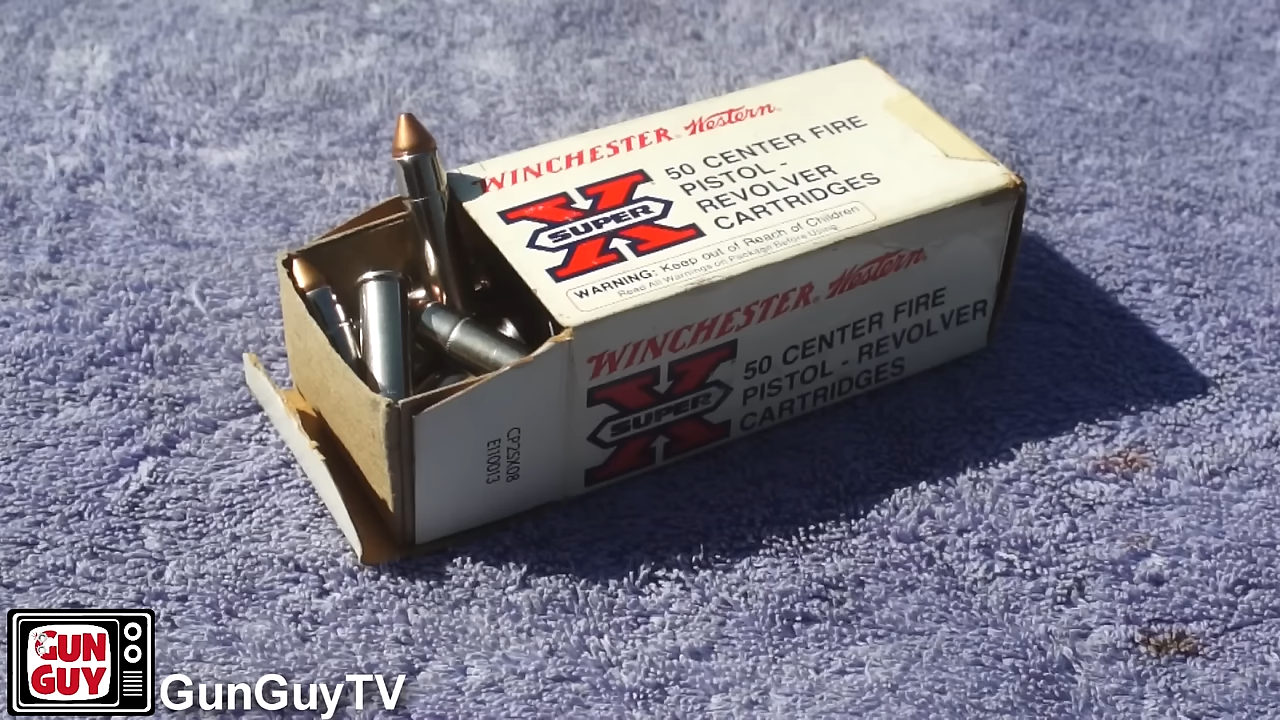 WINCHESTER Western
SUPER X
50 CENTER FIRE
PISTOL -
REVOLVER
CARTRIDGES
WARNING: Keep out of Reach of Children
Read All Warnings on Package Before Using
WINCHESTER Western
SUPER X
50 CENTER FIRE
PISTOL - REVOLVER
CARTRIDGES
CP2SX08
E110013
GUN
GUY
GunGuyTV